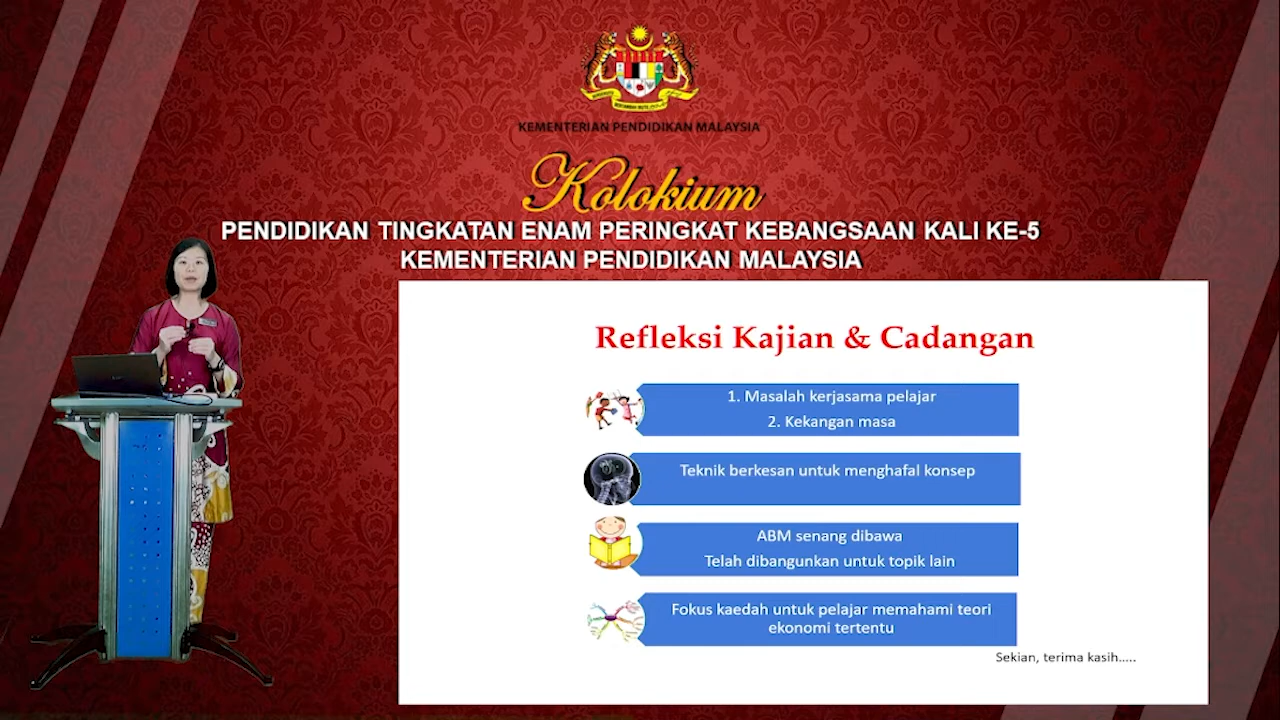 KEMENTERIAN PENDIDIKAN MALAYSIA
Kolokium
PENDIDIKAN TINGKATAN ENAM PERINGKAT KEBANGSAAN KALI KE-5
KEMENTERIAN PENDIDIKAN MALAYSIA
Refleksi Kajian & Cadangan
1. Masalah kerjasama pelajar
2. Kekangan masa
Teknik berkesan untuk menghafal konsep
ABM senang dibawa
Telah dibangunkan untuk topik lain
Fokus kaedah untuk pelajar memahami teori
ekonomi tertentu
Sekian, terima kasih.....